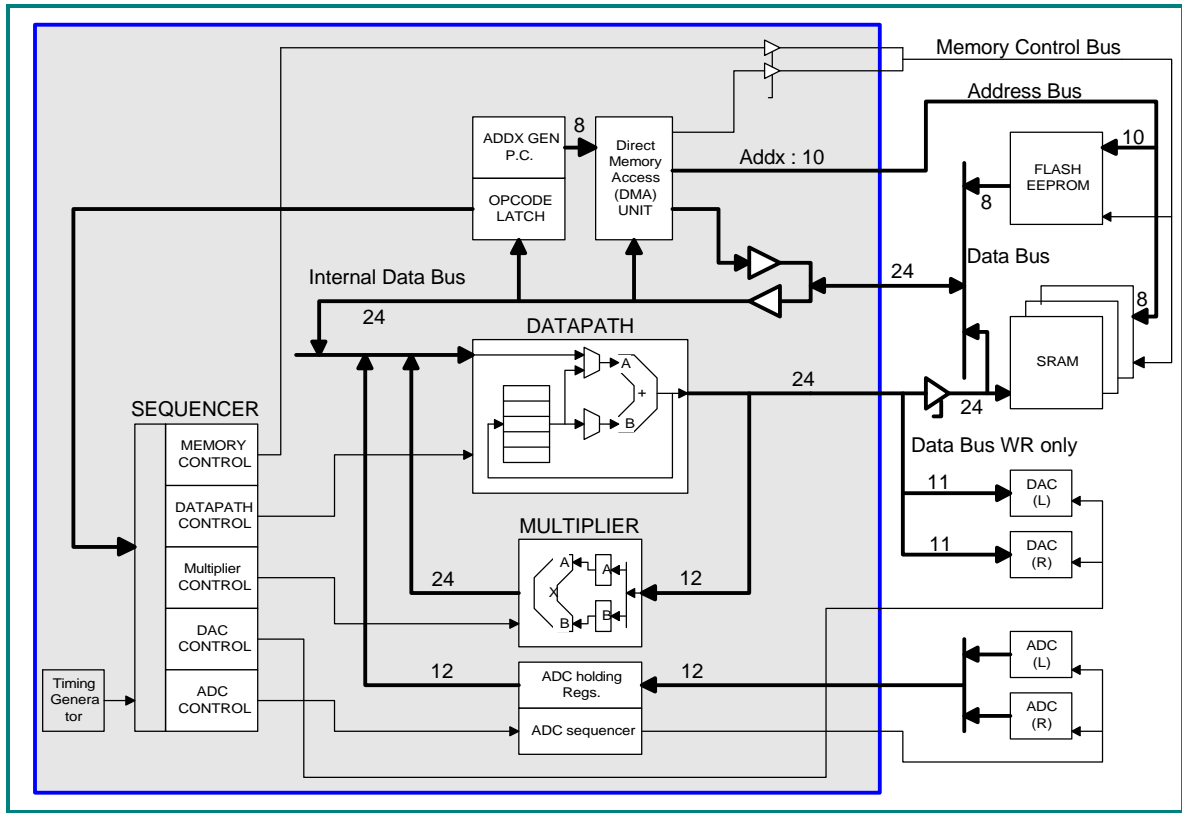 Memory Control Bus
Address Bus
ADDX GEN
P.C.
8
OPCODE
LATCH
Direct
Memory
Access
(DMA)
UNIT
Addx : 10
10
FLASH
EEPROM
8
Data Bus
8
SRAM
Internal Data Bus
24
24
DATAPATH
A
+
B
24
24
Data Bus WR only
SEQUENCER
MEMORY
CONTROL
DATAPATH
CONTROL
Multiplier
CONTROL
DAC
CONTROL
ADC
CONTROL
Timing
Genera
tor
MULTIPLIER
A
A
X
B
B
24
12
11
DAC
(L)
11
DAC
(R)
12
ADC holding
Regs.
12
ADC sequencer
ADC
(L)
ADC
(R)